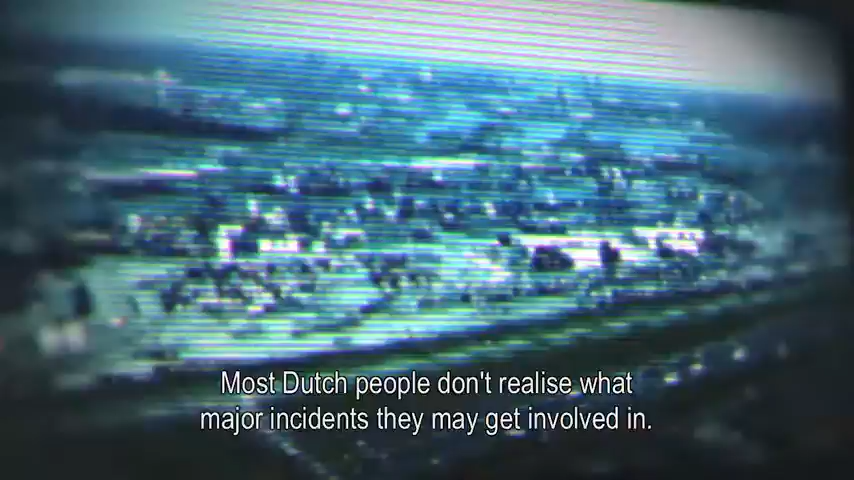 Most Dutch people don't realise what
major incidents they may get involved in.